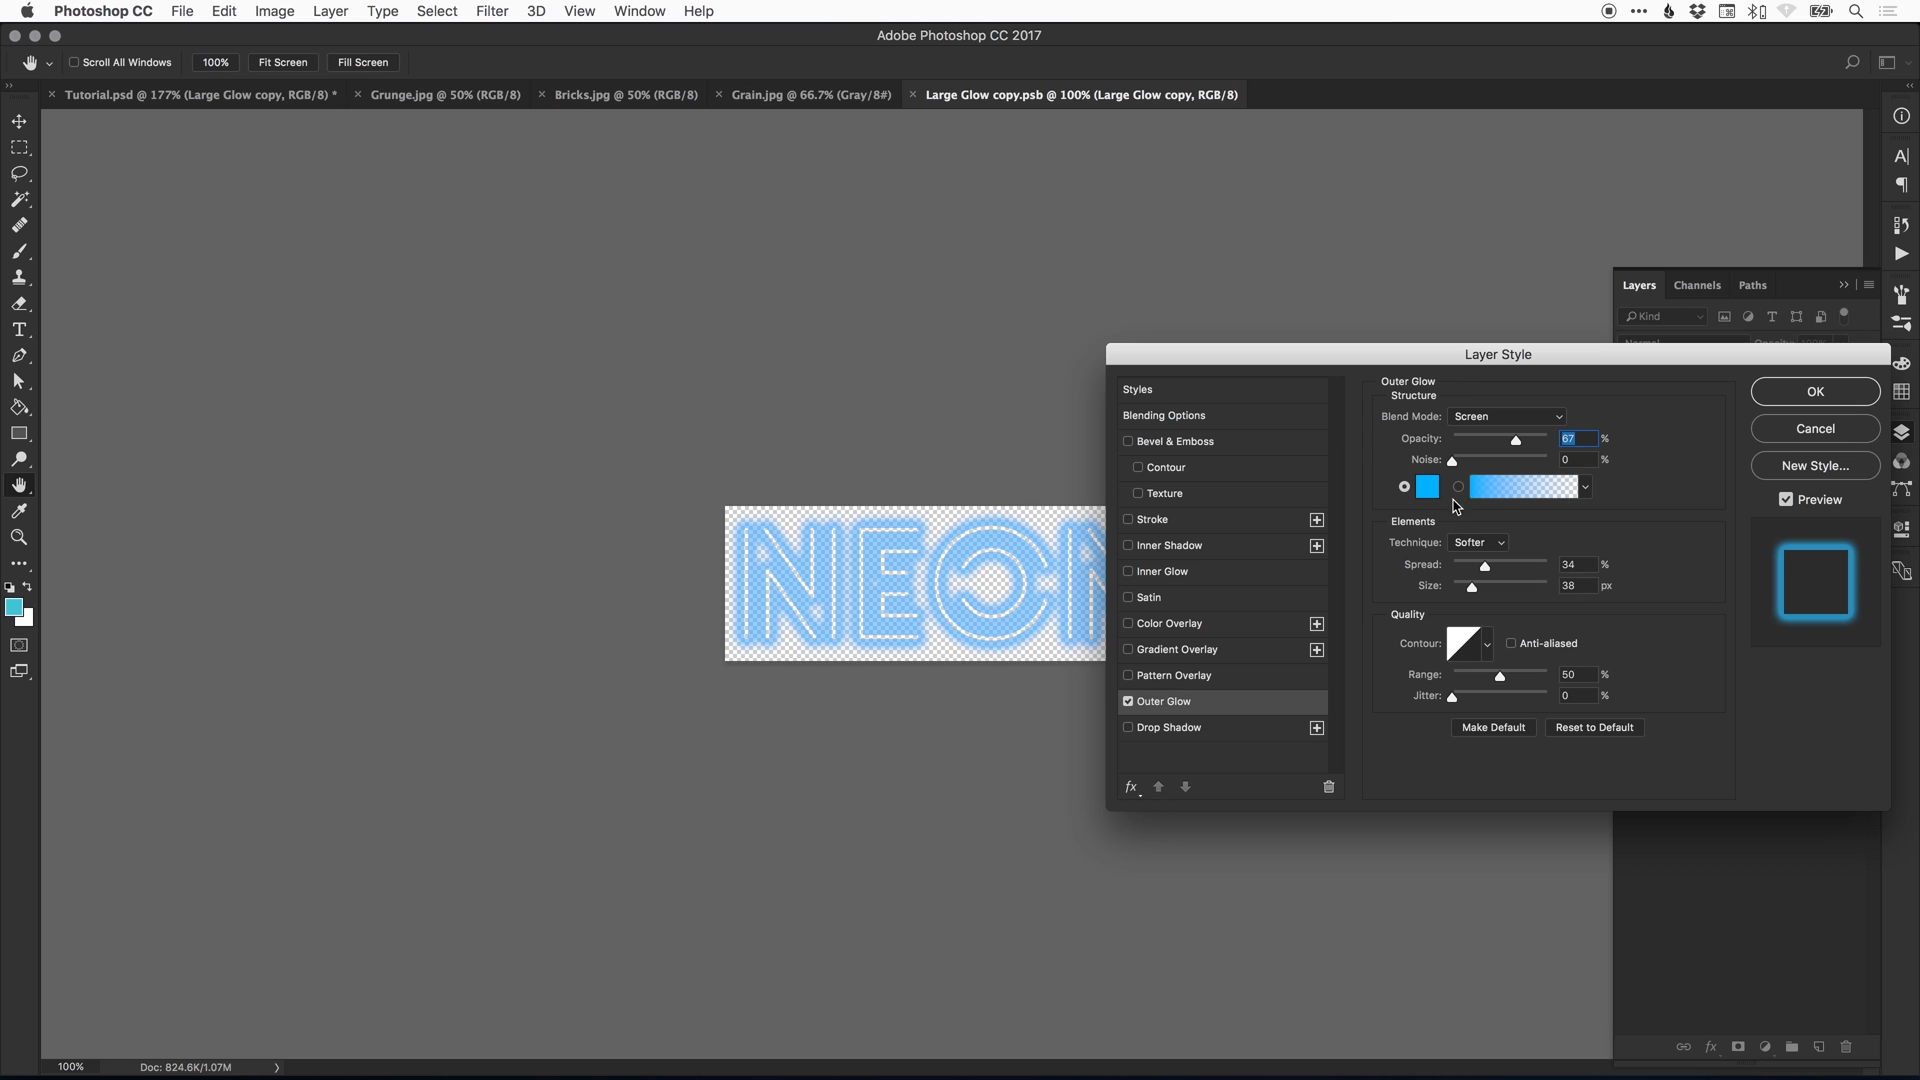 Photoshop CC File Edit Image Layer Type Select Filter 3D View Window Help
Adobe Photoshop CC 2017
Scroll All Windows 100% Fit Screen Fill Screen
Tutorial.psd @ 177% (Large Glow copy, RGB/8) * Grunge.jpg @ 50% (RGB/8) Bricks.jpg @ 50% (RGB/8) Grain.jpg @ 66.7% (Gray/8#) Large Glow copy.psb @ 100% (Large Glow copy, RGB/8)
Layers Channels Paths
Kind
Layer Style
Styles
Blending Options
Bevel & Emboss
Contour
Texture
Stroke
Inner Shadow
Inner Glow
Satin
Color Overlay
Gradient Overlay
Pattern Overlay
Outer Glow
Drop Shadow
fx
Outer Glow
Structure
Blend Mode: Screen
Opacity: 67 %
Noise: 0 %
Elements
Technique: Softer
Spread: 34 %
Size: 38 px
Quality
Contour: Anti-aliased
Range: 50 %
Jitter: 0 %
Make Default Reset to Default
OK
Cancel
New Style...
Preview
NEON
fx
100% Doc: 824.6K/1.07M